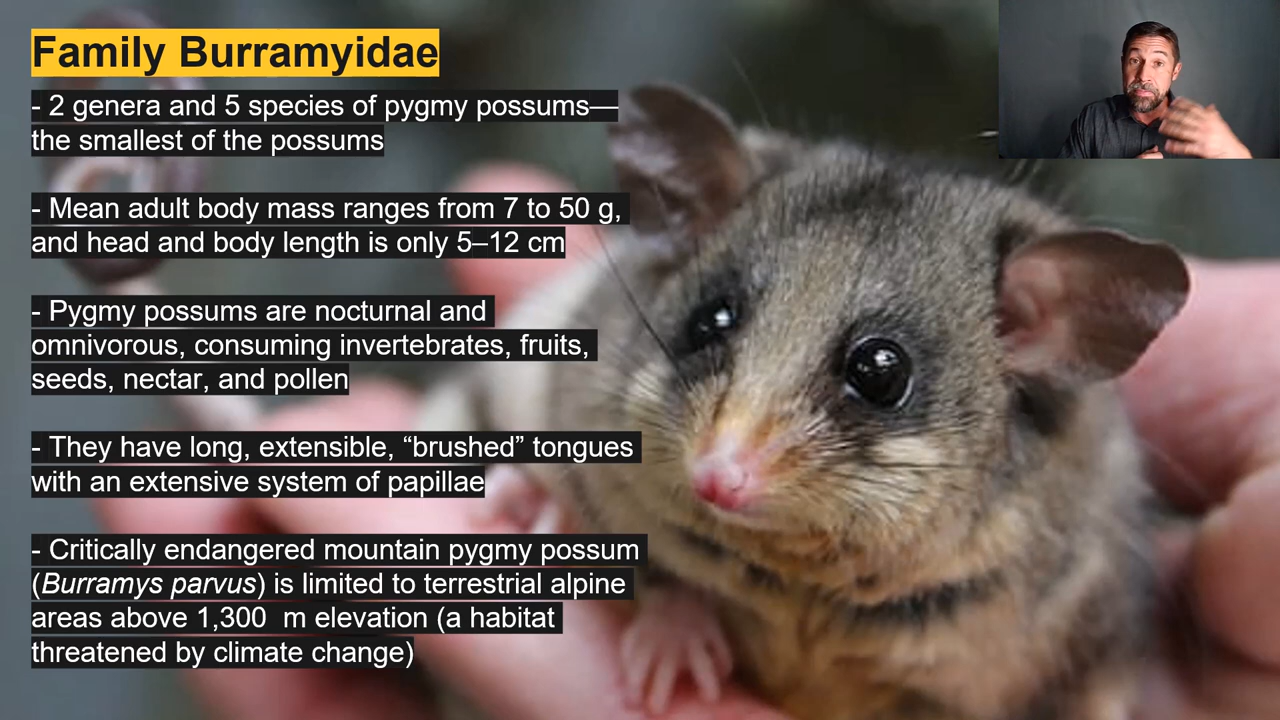 Family Burramyidae
- 2 genera and 5 species of pygmy possums—
the smallest of the possums
- Mean adult body mass ranges from 7 to 50 g,
and head and body length is only 5–12 cm
- Pygmy possums are nocturnal and
omnivorous, consuming invertebrates, fruits,
seeds, nectar, and pollen
- They have long, extensible, “brushed” tongues
with an extensive system of papillae
- Critically endangered mountain pygmy possum
(Burramys parvus) is limited to terrestrial alpine
areas above 1,300  m elevation (a habitat
threatened by climate change)